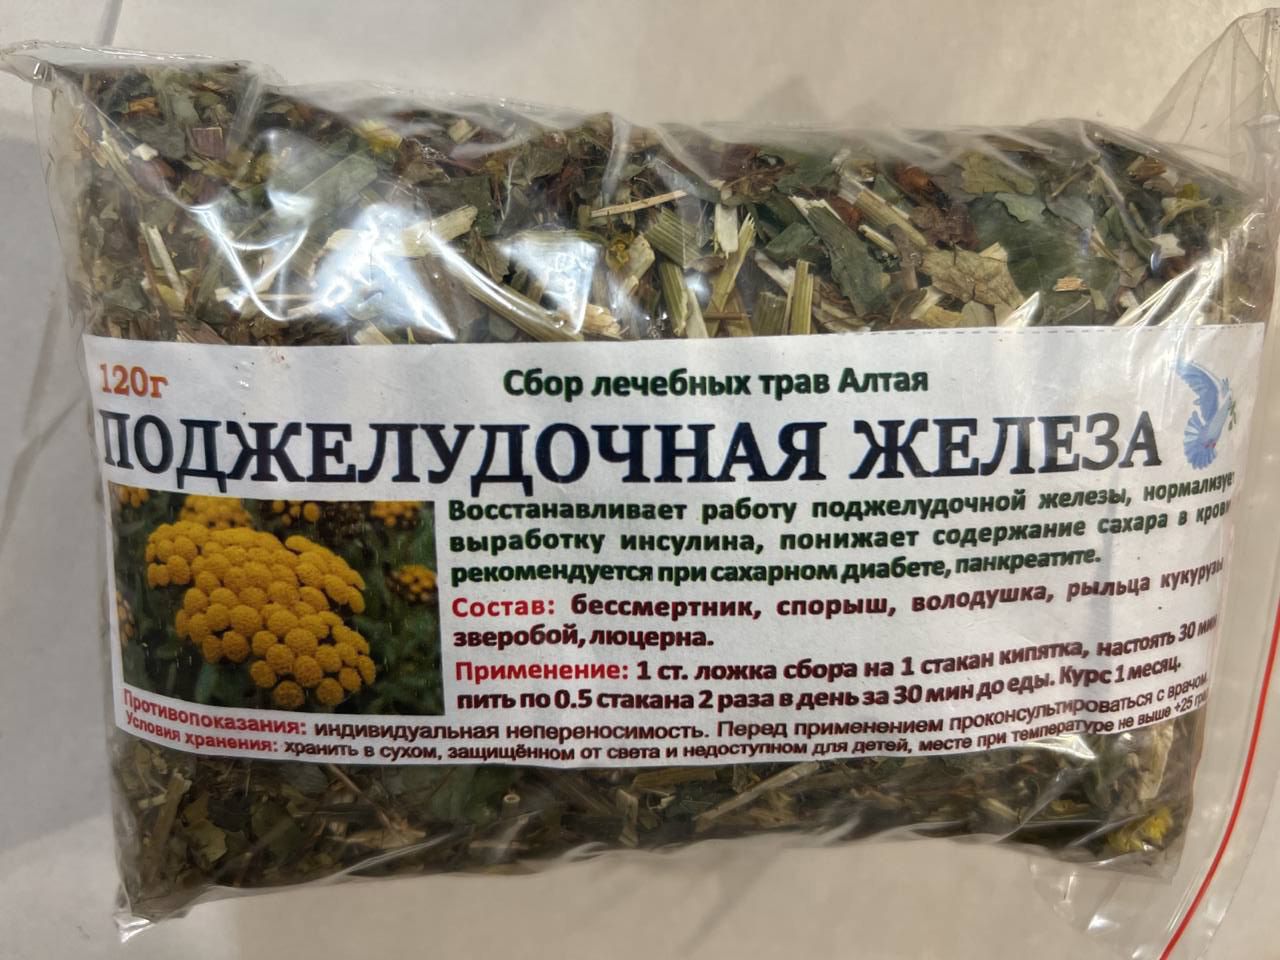 120г
Сбор лечебных трав Алтая
ПОДЖЕЛУДОЧНАЯ ЖЕЛЕЗА
Восстанавливает работу поджелудочной железы, нормализует
выработку инсулина, понижает содержание сахара в крови
рекомендуется при сахарном диабете, панкреатите.
Состав: бессмертник, спорыш, володушка, рыльца кукурузы
зверобой, люцерна.
Применение: 1 ст. ложка сбора на 1 стакан кипятка, настоять 30 мин
пить по 0.5 стакана 2 раза в день за 30 мин до еды. Курс 1 месяц.
Противопоказания: индивидуальная непереносимость. Перед применением проконсультироваться с врачом.
Условия хранения: хранить в сухом, защищённом от света и недоступном для детей, месте при температуре не выше +25 град